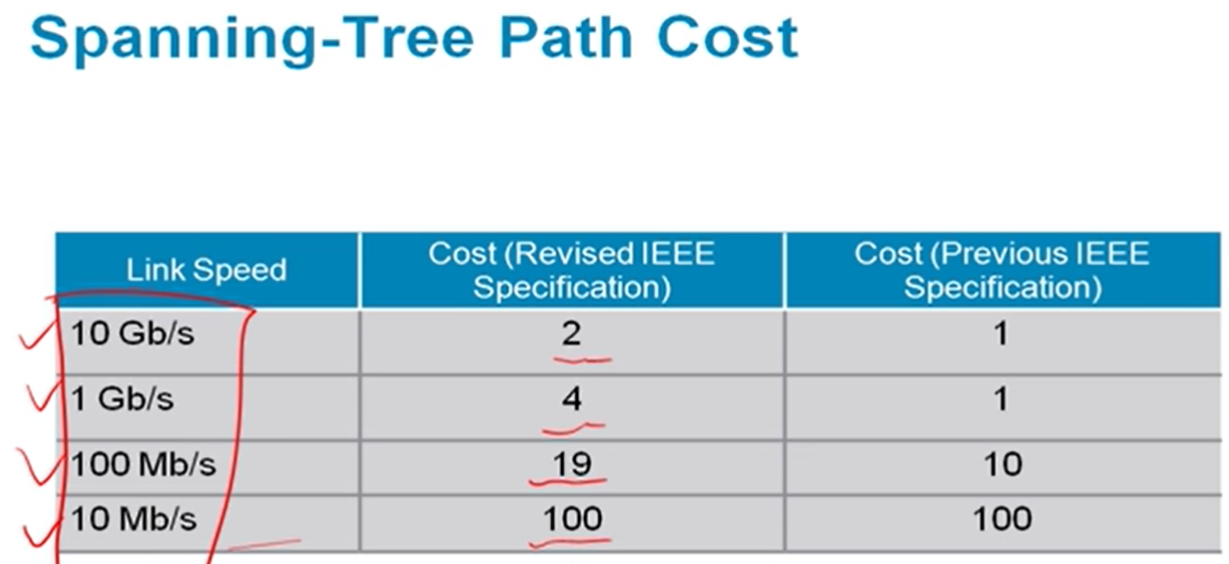 Spanning-Tree Path Cost
Link Speed
Cost (Revised IEEE
Specification)
Cost (Previous IEEE
Specification)
10 Gb/s 2 1
1 Gb/s 4 1
100 Mb/s 19 10
10 Mb/s 100 100